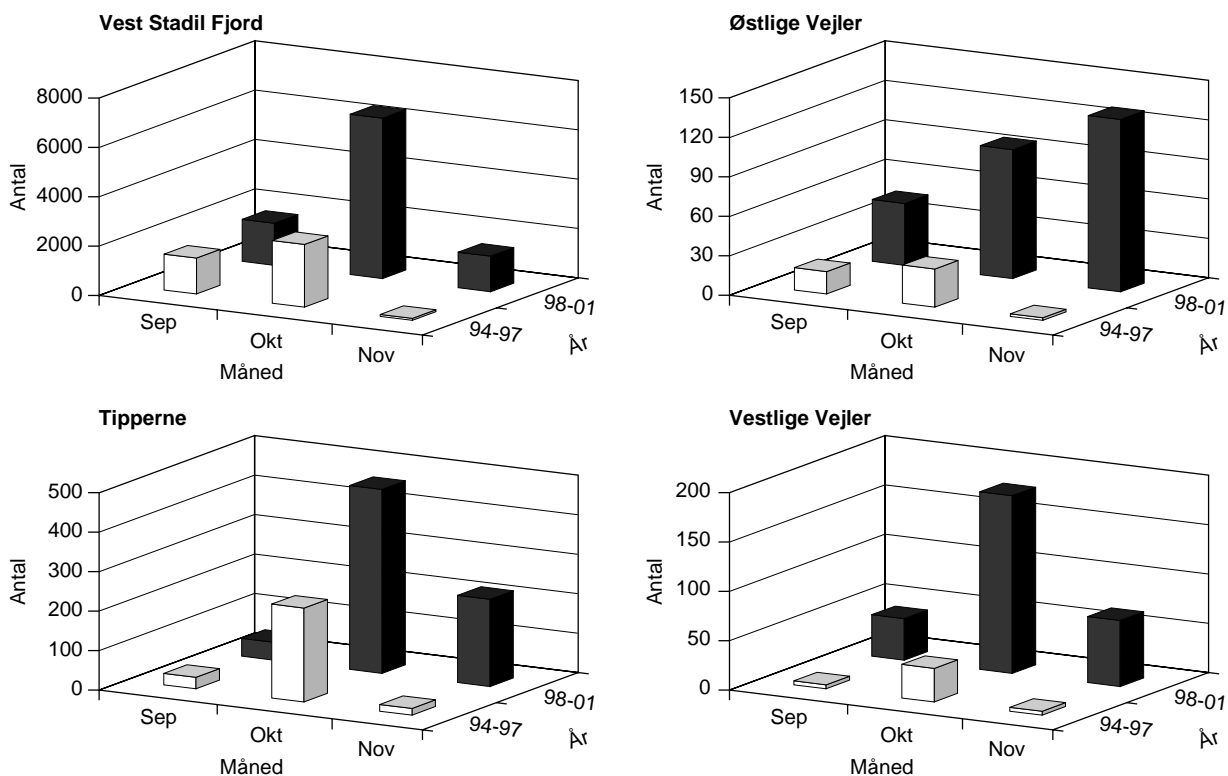 Vest Stadil Fjord
8000
6000
4000
2000
0
Antal
Sep
Okt
Nov
Måned
94-97
98-01
År
Østlige Vejler
150
120
90
60
30
0
Antal
Sep
Okt
Nov
Måned
94-97
98-01
År
Tipperne
500
400
300
200
100
0
Antal
Sep
Okt
Nov
Måned
94-97
98-01
År
Vestlige Vejler
200
150
100
50
0
Antal
Sep
Okt
Nov
Måned
94-97
98-01
År